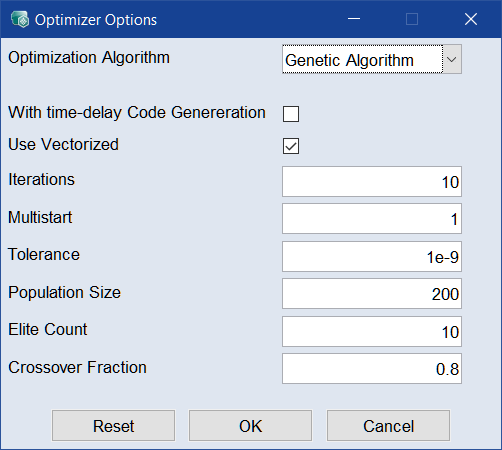 Optimizer Options
Optimization Algorithm Genetic Algorithm
With time-delay Code Genereration
Use Vectorized
Iterations 10
Multistart 1
Tolerance 1e-9
Population Size 200
Elite Count 10
Crossover Fraction 0.8
Reset OK Cancel